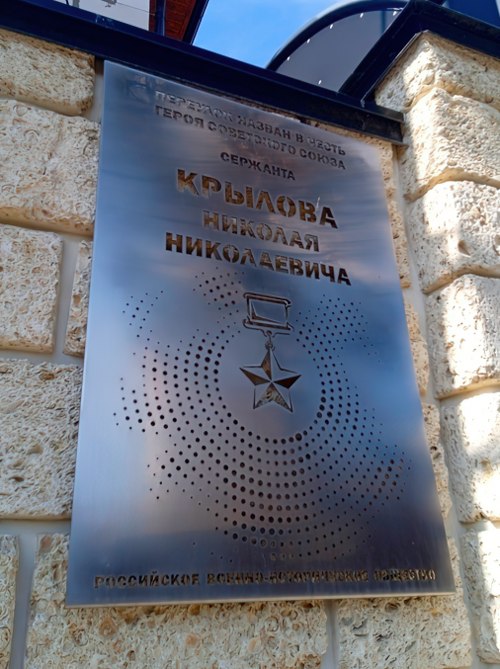 ПЕРЕУЛОК НАЗВАН В ЧЕСТЬ
ГЕРОЯ СОВЕТСКОГО СОЮЗА
СЕРЖАНТА
КРЫЛОВА
НИКОЛАЯ
НИКОЛАЕВИЧА
РОССИЙСКОЕ ВОЕННО-ИСТОРИЧЕСКОЕ ОБЩЕСТВО